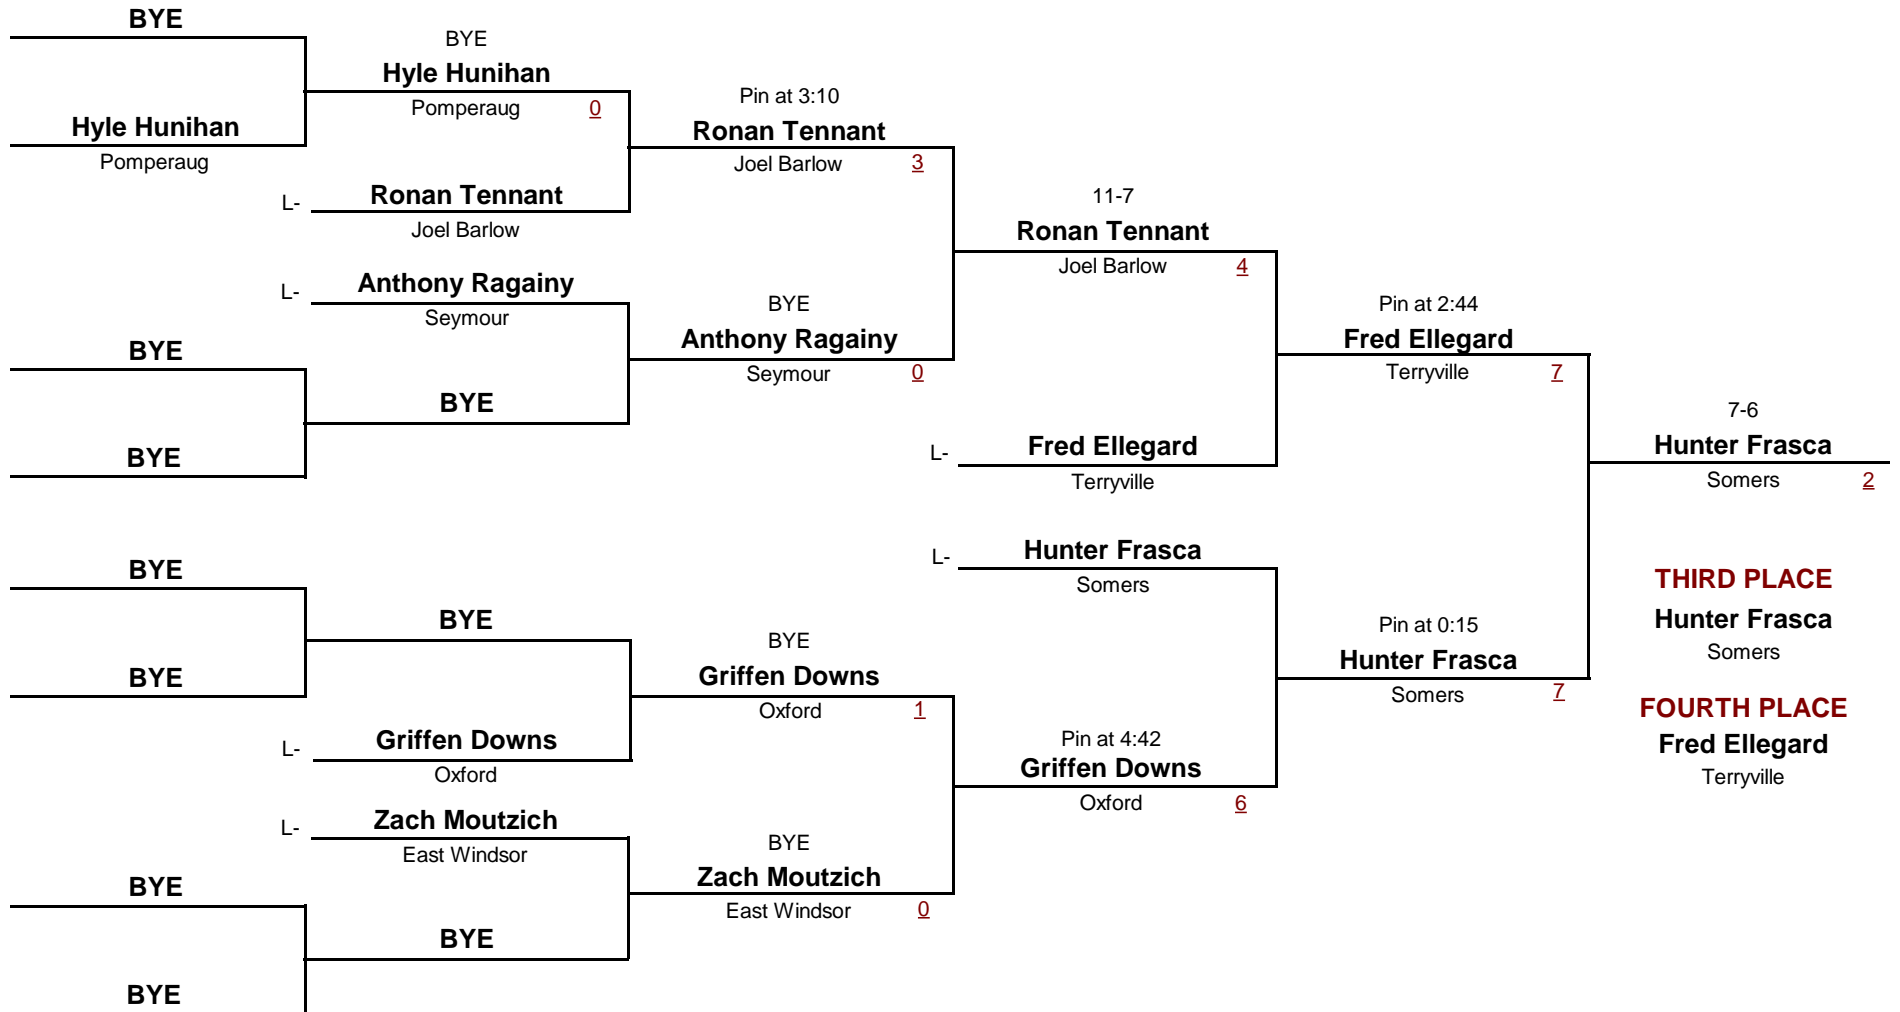 BYE
Hyle Hunihan
Pomperaug
BYE
BYE
BYE
BYE
BYE
BYE
BYE
Hyle Hunihan
Pomperaug
0
L-
Ronan Tennant
Joel Barlow
L-
Anthony Ragainy
Seymour
BYE
BYE
L-
Griffen Downs
Oxford
L-
Zach Moutzich
East Windsor
BYE
Pin at 3:10
Ronan Tennant
Joel Barlow
3
BYE
Anthony Ragainy
Seymour
0
BYE
Griffen Downs
Oxford
1
BYE
Zach Moutzich
East Windsor
0
11-7
Ronan Tennant
Joel Barlow
4
L-
Fred Ellegard
Terryville
L-
Hunter Frasca
Somers
Pin at 4:42
Griffen Downs
Oxford
6
Pin at 2:44
Fred Ellegard
Terryville
7
Pin at 0:15
Hunter Frasca
Somers
7
7-6
Hunter Frasca
Somers
2
THIRD PLACE
Hunter Frasca
Somers
FOURTH PLACE
Fred Ellegard
Terryville